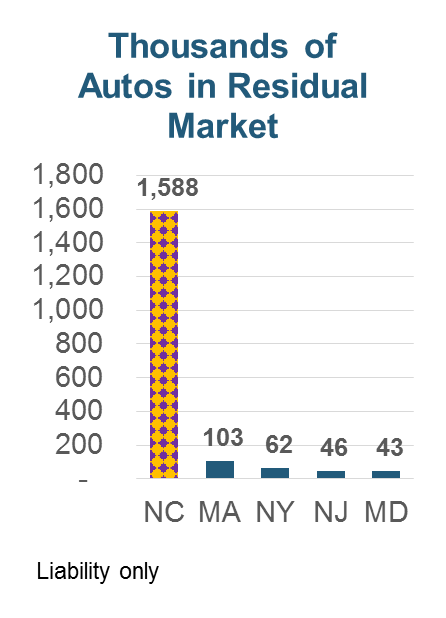 Thousands of
Autos in Residual
Market
1,800
1,588
1,600
1,400
1,200
1,000
800
600
400
200
103 62 46 43
-
NC MA NY NJ MD
Liability only